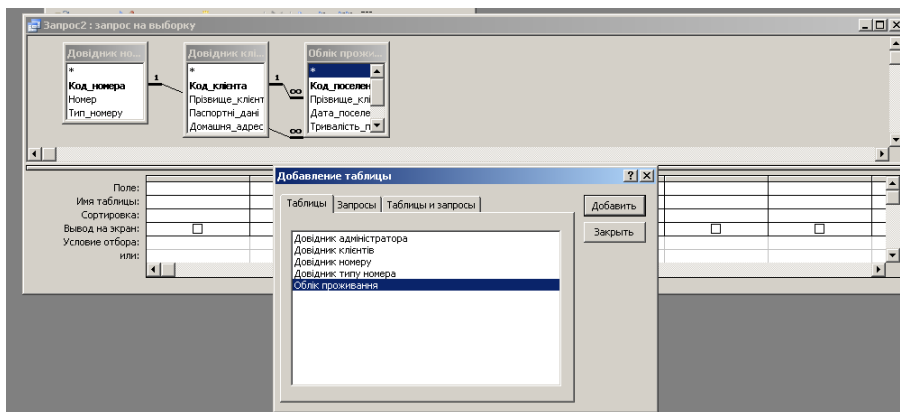 Запрос2 : запрос на выборку
Довідник но...
*
Код_номера
Номер
Тип_номеру
1
Довідник клі...
*
Код_клієнта
Прізвище_клієнт
Паспортні_дані
Домашня_адрес
1
∞
∞
Облік прожи...
*
Код_поселен
Прізвище_клі
Дата_поселе
Тривалість_п
Поле:
Имя таблицы:
Сортировка:
Вывод на экран:
Условие отбора:
или:
Добавление таблицы
Таблицы
Запросы
Таблицы и запросы
Довідник адміністратора
Довідник клієнтів
Довідник номеру
Довідник типу номера
Облік проживання
Добавить
Закрыть